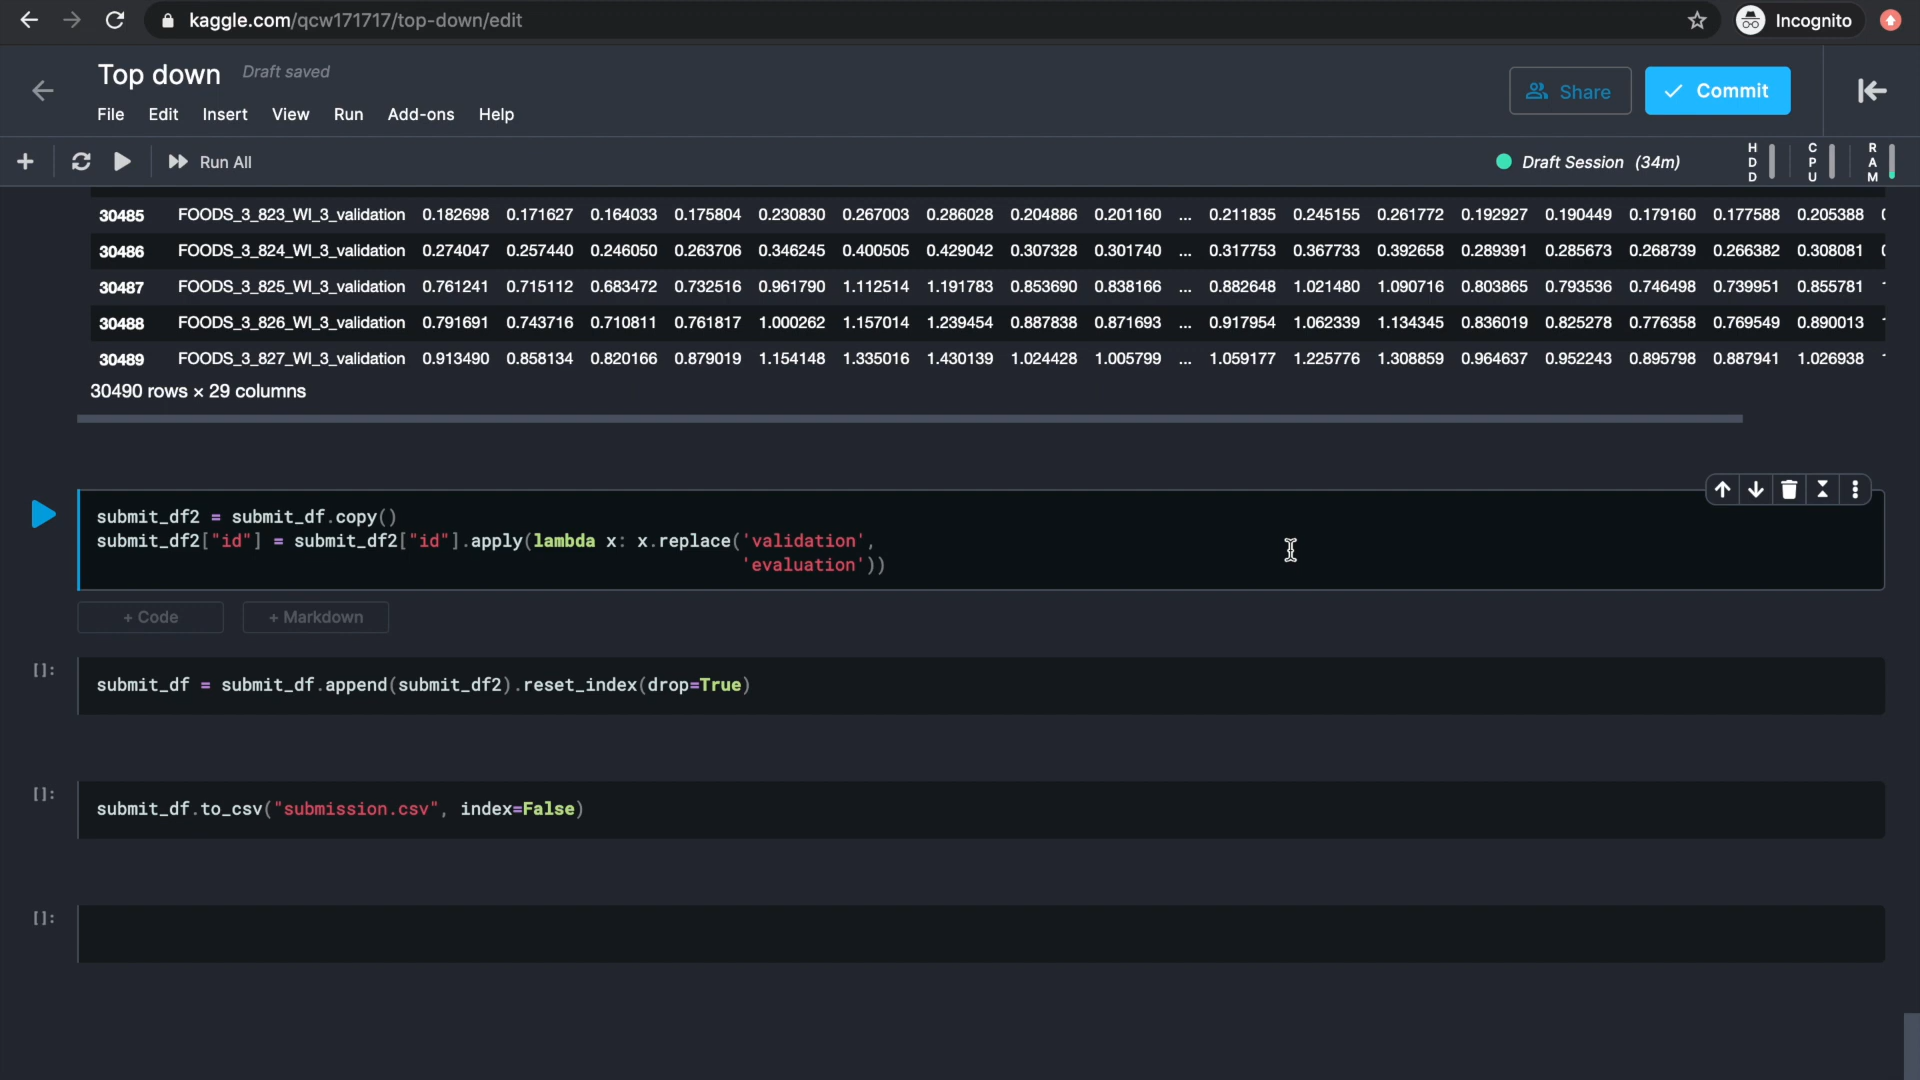 kaggle.com/qcw171717/top-down/edit
Incognito
Top down Draft saved
Share
Commit
File Edit Insert View Run Add-ons Help
Run All
Draft Session (34m)
HDD
CPU
RAM
30485 FOODS_3_823_WI_3_validation 0.182698 0.171627 0.164033 0.175804 0.230830 0.267003 0.286028 0.204886 0.201160 ... 0.211835 0.245155 0.261772 0.192927 0.190449 0.179160 0.177588 0.205388
30486 FOODS_3_824_WI_3_validation 0.274047 0.257440 0.246050 0.263706 0.346245 0.400505 0.429042 0.307328 0.301740 ... 0.317753 0.367733 0.392658 0.289391 0.285673 0.268739 0.266382 0.308081
30487 FOODS_3_825_WI_3_validation 0.761241 0.715112 0.683472 0.732516 0.961790 1.112514 1.191783 0.853690 0.838166 ... 0.882648 1.021480 1.090716 0.803865 0.793536 0.746498 0.739951 0.855781
30488 FOODS_3_826_WI_3_validation 0.791691 0.743716 0.710811 0.761817 1.000262 1.157014 1.239454 0.887838 0.871693 ... 0.917954 1.062339 1.134345 0.836019 0.825278 0.776358 0.769549 0.890013
30489 FOODS_3_827_WI_3_validation 0.913490 0.858134 0.820166 0.879019 1.154148 1.335016 1.430139 1.024428 1.005799 ... 1.059177 1.225776 1.308859 0.964637 0.952243 0.895798 0.887941 1.026938
30490 rows × 29 columns
submit_df2 = submit_df.copy()
submit_df2["id"] = submit_df2["id"].apply(lambda x: x.replace('validation',
'evaluation'))
+ Code + Markdown
[]:
submit_df = submit_df.append(submit_df2).reset_index(drop=True)
[]:
submit_df.to_csv("submission.csv", index=False)
[]: